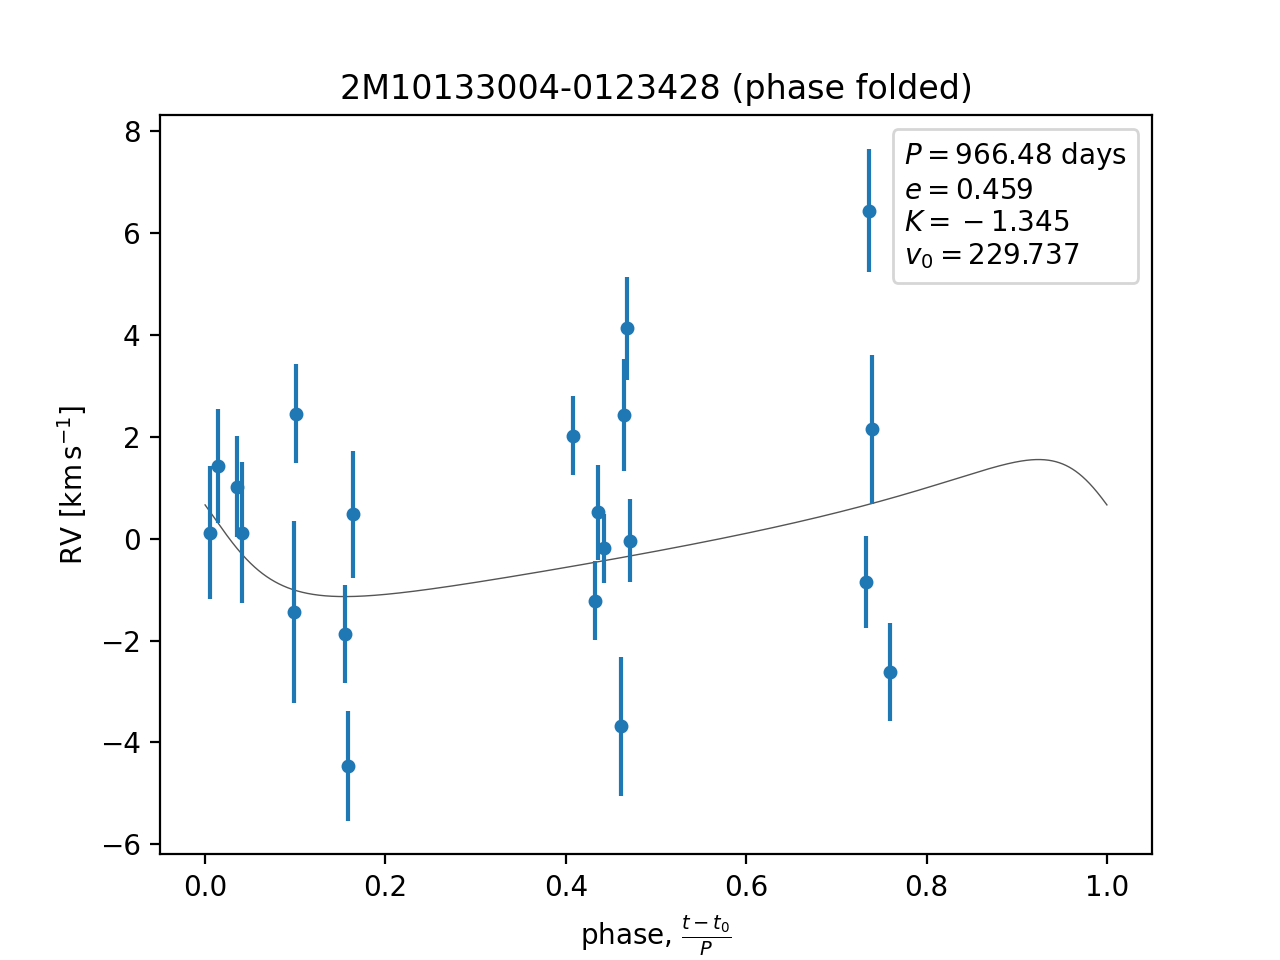 2M10133004-0123428 (phase folded)
P = 966.48 days
e = 0.459
K = −1.345
v₀ = 229.737
RV [km s⁻¹]
8
6
4
2
0
−2
−4
−6
0.0 0.2 0.4 0.6 0.8 1.0
phase, (t − t₀)/P